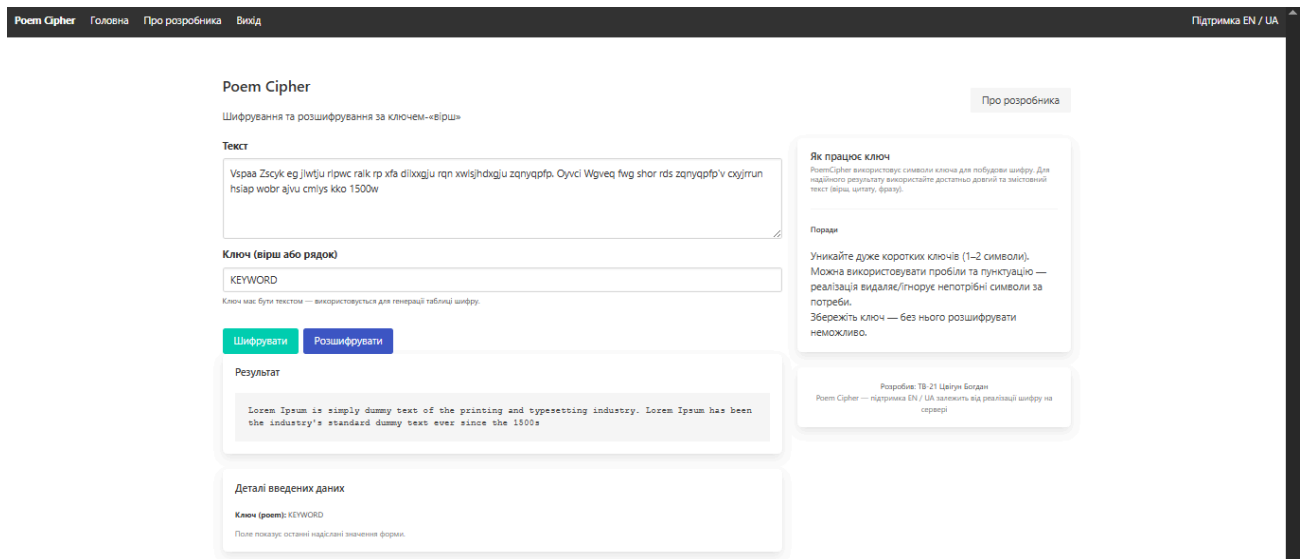 Poem Cipher Головна Про розробника Вихід Підтримка EN / UA
Poem Cipher
Про розробника
Шифрування та розшифрування за ключем-«вірш»
Текст
Vspaa Zscyk eg jlwtju ripwc ralk rp xfa dilxxgju rqn xwlsjhdxgju zqnyqpfp. Oyvci Wgveq fwg shor rds zqnyqpfp'v cxyjrrun
hsiap wobr ajvu cmlys kko 1500w
Ключ (вірш або рядок)
KEYWORD
Ключ має бути текстом — використовується для генерації таблиці шифру.
Шифрувати Розшифрувати
Результат
Lorem Ipsum is simply dummy text of the printing and typesetting industry. Lorem Ipsum has been
the industry's standard dummy text ever since the 1500s
Деталі введених даних
Ключ (poem): KEYWORD
Поле показує останні надіслані значення форми.
Як працює ключ
PoemCipher використовує символи ключа для побудови шифру. Для
надійного результату використайте достатньо довгий та змістовний
текст (вірш, цитату, фразу).
Поради
Уникайте дуже коротких ключів (1–2 символи).
Можна використовувати пробіли та пунктуацію —
реалізація видаляє/ігнорує непотрібні символи за
потреби.
Збережіть ключ — без нього розшифрувати
неможливо.
Розробив: ТВ-21 Цвігун Богдан
Poem Cipher — підтримка EN / UA залежить від реалізації шифру на
сервері